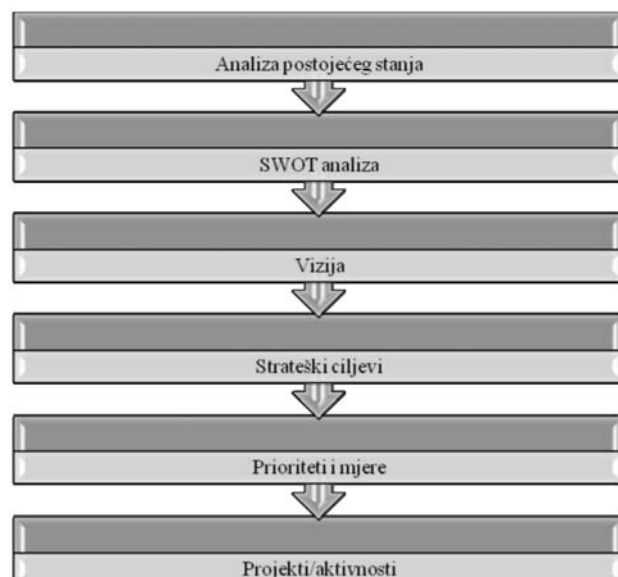 Analiza postojećeg stanja
SWOT analiza
Vizija
Strateški ciljevi
Prioriteti i mjere
Projekti/aktivnosti